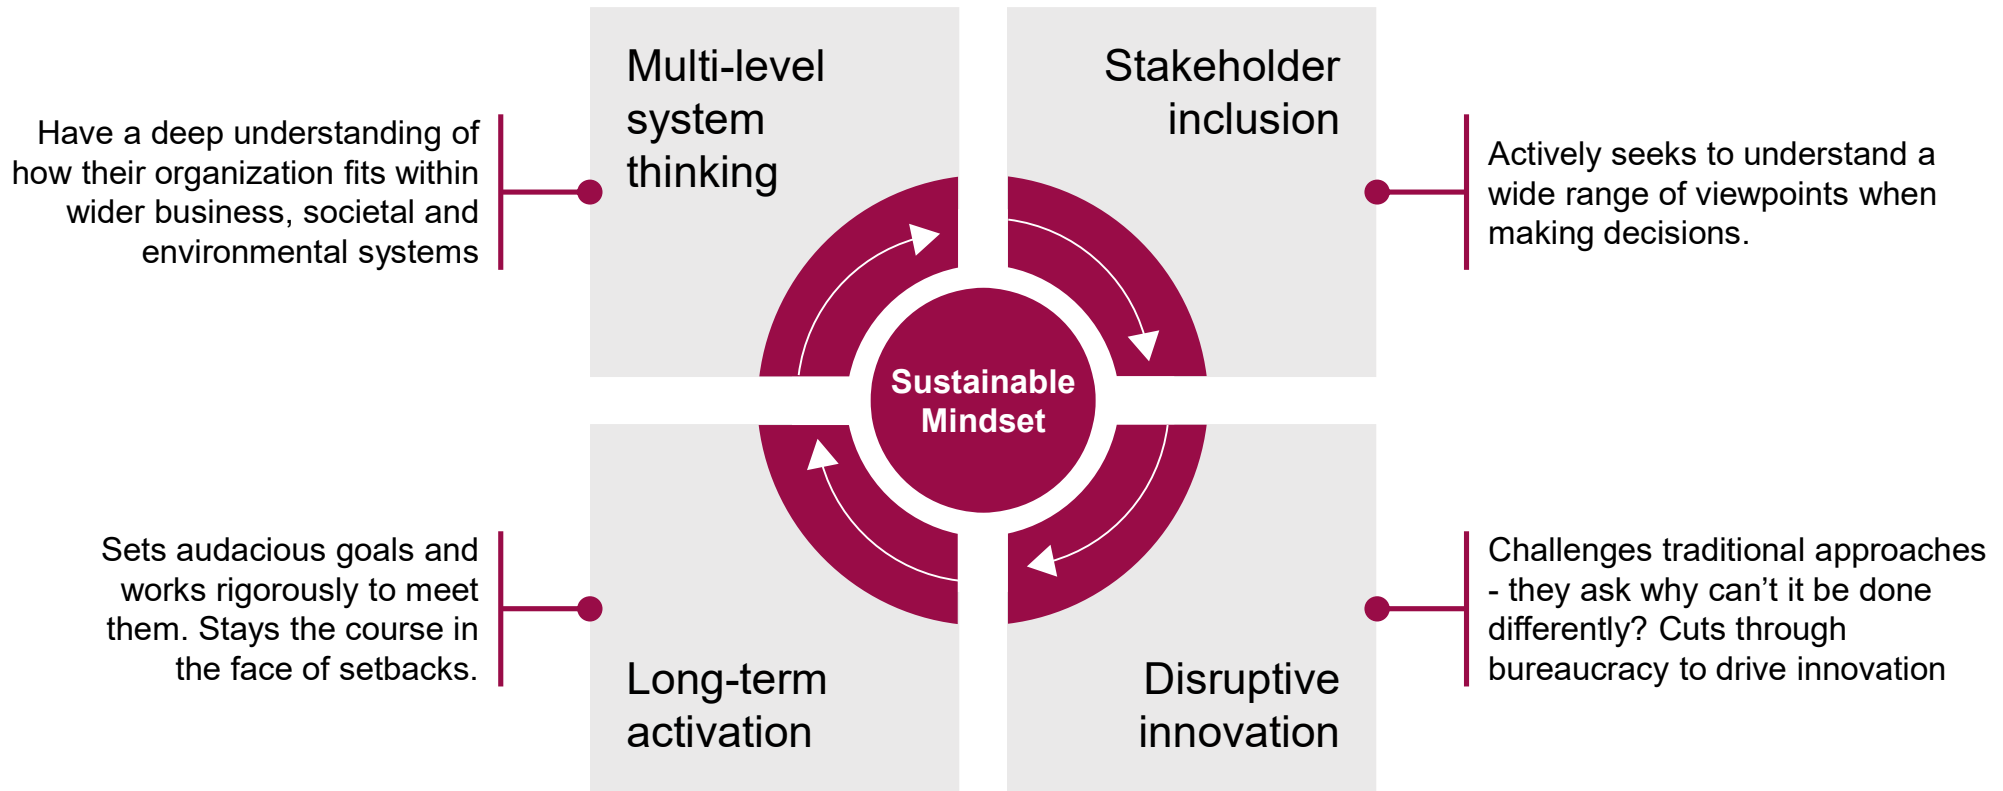 Multi-level
system
thinking
Have a deep understanding of
how their organization fits within
wider business, societal and
environmental systems
Stakeholder
inclusion
Actively seeks to understand a
wide range of viewpoints when
making decisions.
Sustainable
Mindset
Sets audacious goals and
works rigorously to meet
them. Stays the course in
the face of setbacks.
Long-term
activation
Disruptive
innovation
Challenges traditional approaches
- they ask why can’t it be done
differently? Cuts through
bureaucracy to drive innovation